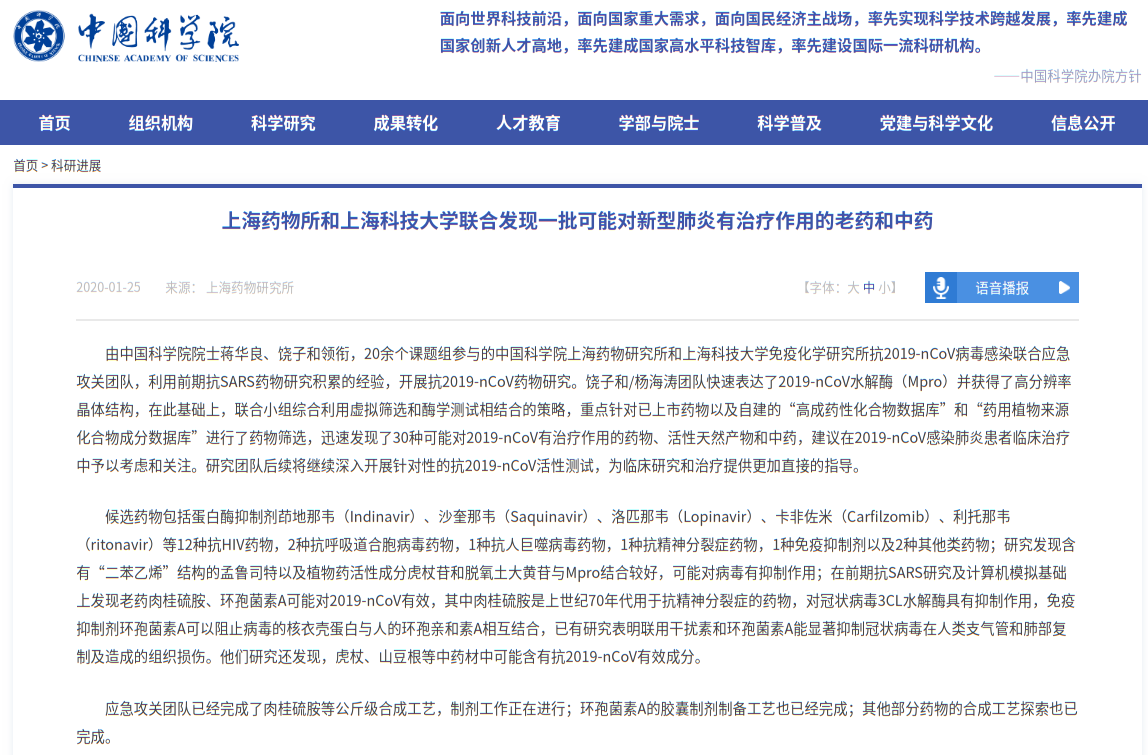 中国科学院
CHINESE ACADEMY OF SCIENCES
面向世界科技前沿，面向国家重大需求，面向国民经济主战场，率先实现科学技术跨越发展，率先建成
国家创新人才高地，率先建成国家高水平科技智库，率先建设国际一流科研机构。
——中国科学院办院方针
首页 组织机构 科学研究 成果转化 人才教育 学部与院士 科学普及 党建与科学文化 信息公开
首页 > 科研进展
上海药物所和上海科技大学联合发现一批可能对新型肺炎有治疗作用的老药和中药
2020-01-25 来源： 上海药物研究所 【字体：大 中 小】 语音播报
由中国科学院院士蒋华良、饶子和领衔，20余个课题组参与的中国科学院上海药物研究所和上海科技大学免疫化学研究所抗2019-nCoV病毒感染联合应急
攻关团队，利用前期抗SARS药物研究积累的经验，开展抗2019-nCoV药物研究。饶子和/杨海涛团队快速表达了2019-nCoV水解酶（Mpro）并获得了高分辨率
晶体结构，在此基础上，联合小组综合利用虚拟筛选和酶学测试相结合的策略，重点针对已上市药物以及自建的“高成药性化合物数据库”和“药用植物来源
化合物成分数据库”进行了药物筛选，迅速发现了30种可能对2019-nCoV有治疗作用的药物、活性天然产物和中药，建议在2019-nCoV感染肺炎患者临床治疗
中予以考虑和关注。研究团队后续将继续深入开展针对性的抗2019-nCoV活性测试，为临床研究和治疗提供更加直接的指导。
候选药物包括蛋白酶抑制剂茚地那韦（Indinavir）、沙奎那韦（Saquinavir）、洛匹那韦（Lopinavir）、卡非佐米（Carfilzomib）、利托那韦
（ritonavir）等12种抗HIV药物，2种抗呼吸道合胞病毒药物，1种抗人巨噬病毒药物，1种抗精神分裂症药物，1种免疫抑制剂以及2种其他类药物；研究发现含
有“二苯乙烯”结构的孟鲁司特以及植物药活性成分虎杖苷和脱氧土大黄苷与Mpro结合较好，可能对病毒有抑制作用；在前期抗SARS研究及计算机模拟基础
上发现老药肉桂硫胺、环孢菌素A可能对2019-nCoV有效，其中肉桂硫胺是上世纪70年代用于抗精神分裂症的药物，对冠状病毒3CL水解酶具有抑制作用，免疫
抑制剂环孢菌素A可以阻止病毒的核衣壳蛋白与人的环孢亲和素A相互结合，已有研究表明联用干扰素和环孢菌素A能显著抑制冠状病毒在人类支气管和肺部复
制及造成的组织损伤。他们研究还发现，虎杖、山豆根等中药材中可能含有抗2019-nCoV有效成分。
应急攻关团队已经完成了肉桂硫胺等公斤级合成工艺，制剂工作正在进行；环孢菌素A的胶囊制剂制备工艺也已经完成；其他部分药物的合成工艺探索也已
完成。